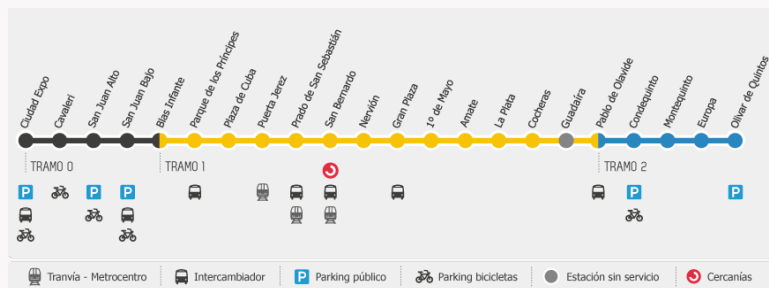 Ciudad Expo
Cavaleri
San Juan Alto
San Juan Bajo
Blas Infante
Parque de los Príncipes
Plaza de Cuba
Puerta Jerez
Prado de San Sebastián
San Bernardo
Nervión
Gran Plaza
1º de Mayo
Amate
La Plata
Cocheras
Guadaíra
Pablo de Olavide
Condequinto
Montequinto
Europa
Olivar de Quintos
TRAMO 0
TRAMO 1
TRAMO 2
P
P
P
P
P
Tranvía - Metrocentro
Intercambiador
P Parking público
Parking bicicletas
Estación sin servicio
Cercanías